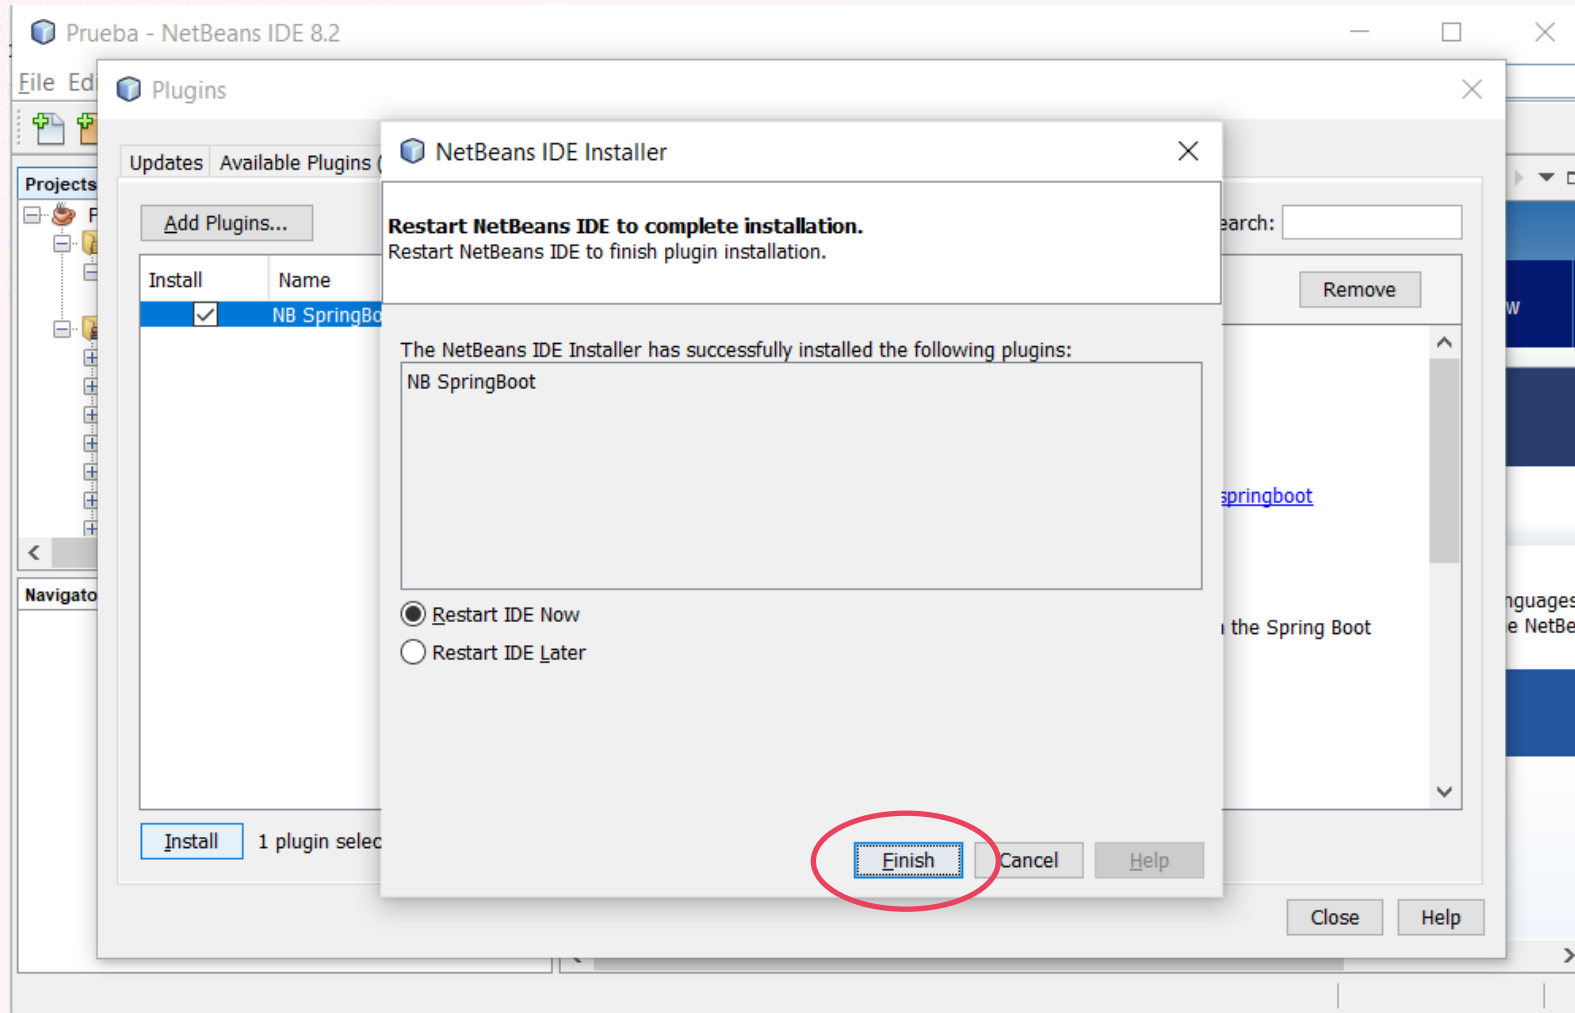 Prueba - NetBeans IDE 8.2
File Edi
Plugins
NetBeans IDE Installer
Updates Available Plugins (
Projects
Add Plugins...
Restart NetBeans IDE to complete installation.
Restart NetBeans IDE to finish plugin installation.
earch:
Install Name
Remove
NB SpringBo
w
The NetBeans IDE Installer has successfully installed the following plugins:
NB SpringBoot
springboot
Navigato
Restart IDE Now
Restart IDE Later
the Spring Boot
nguages
e NetBe
Install 1 plugin selec
Finish Cancel Help
Close Help